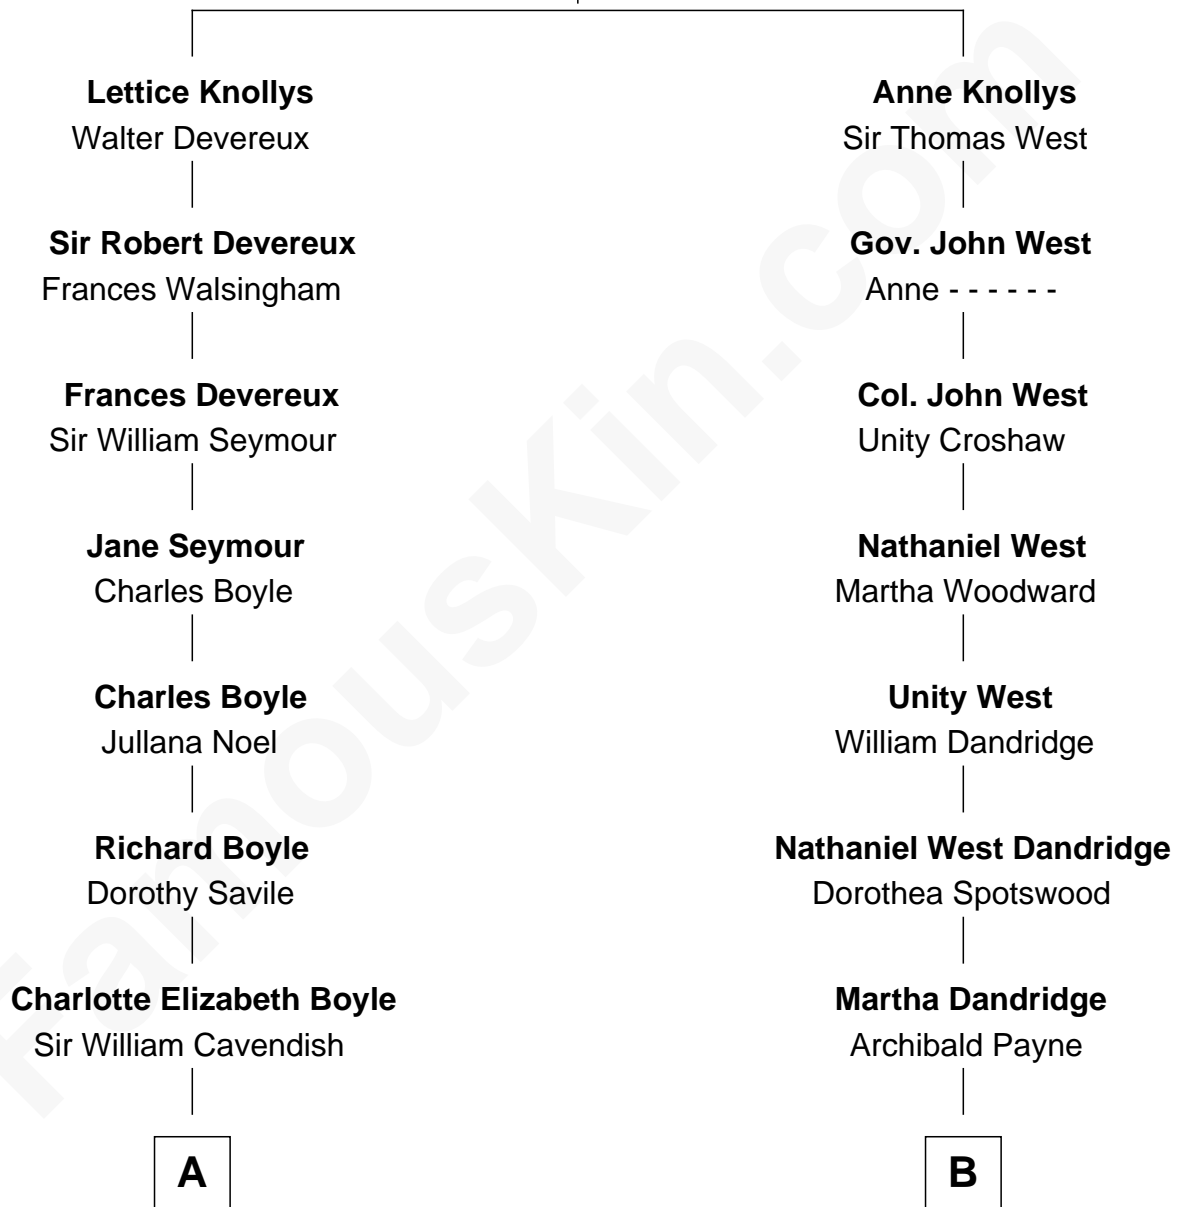 Lettice Knollys
Walter Devereux
Anne Knollys
Sir Thomas West
Sir Robert Devereux
Frances Walsingham
Gov. John West
Anne - - - - - -
Frances Devereux
Sir William Seymour
Col. John West
Unity Croshaw
Jane Seymour
Charles Boyle
Nathaniel West
Martha Woodward
Charles Boyle
Jullana Noel
Unity West
William Dandridge
Richard Boyle
Dorothy Savile
Nathaniel West Dandridge
Dorothea Spotswood
Charlotte Elizabeth Boyle
Sir William Cavendish
Martha Dandridge
Archibald Payne
A
B
FamousKin.com